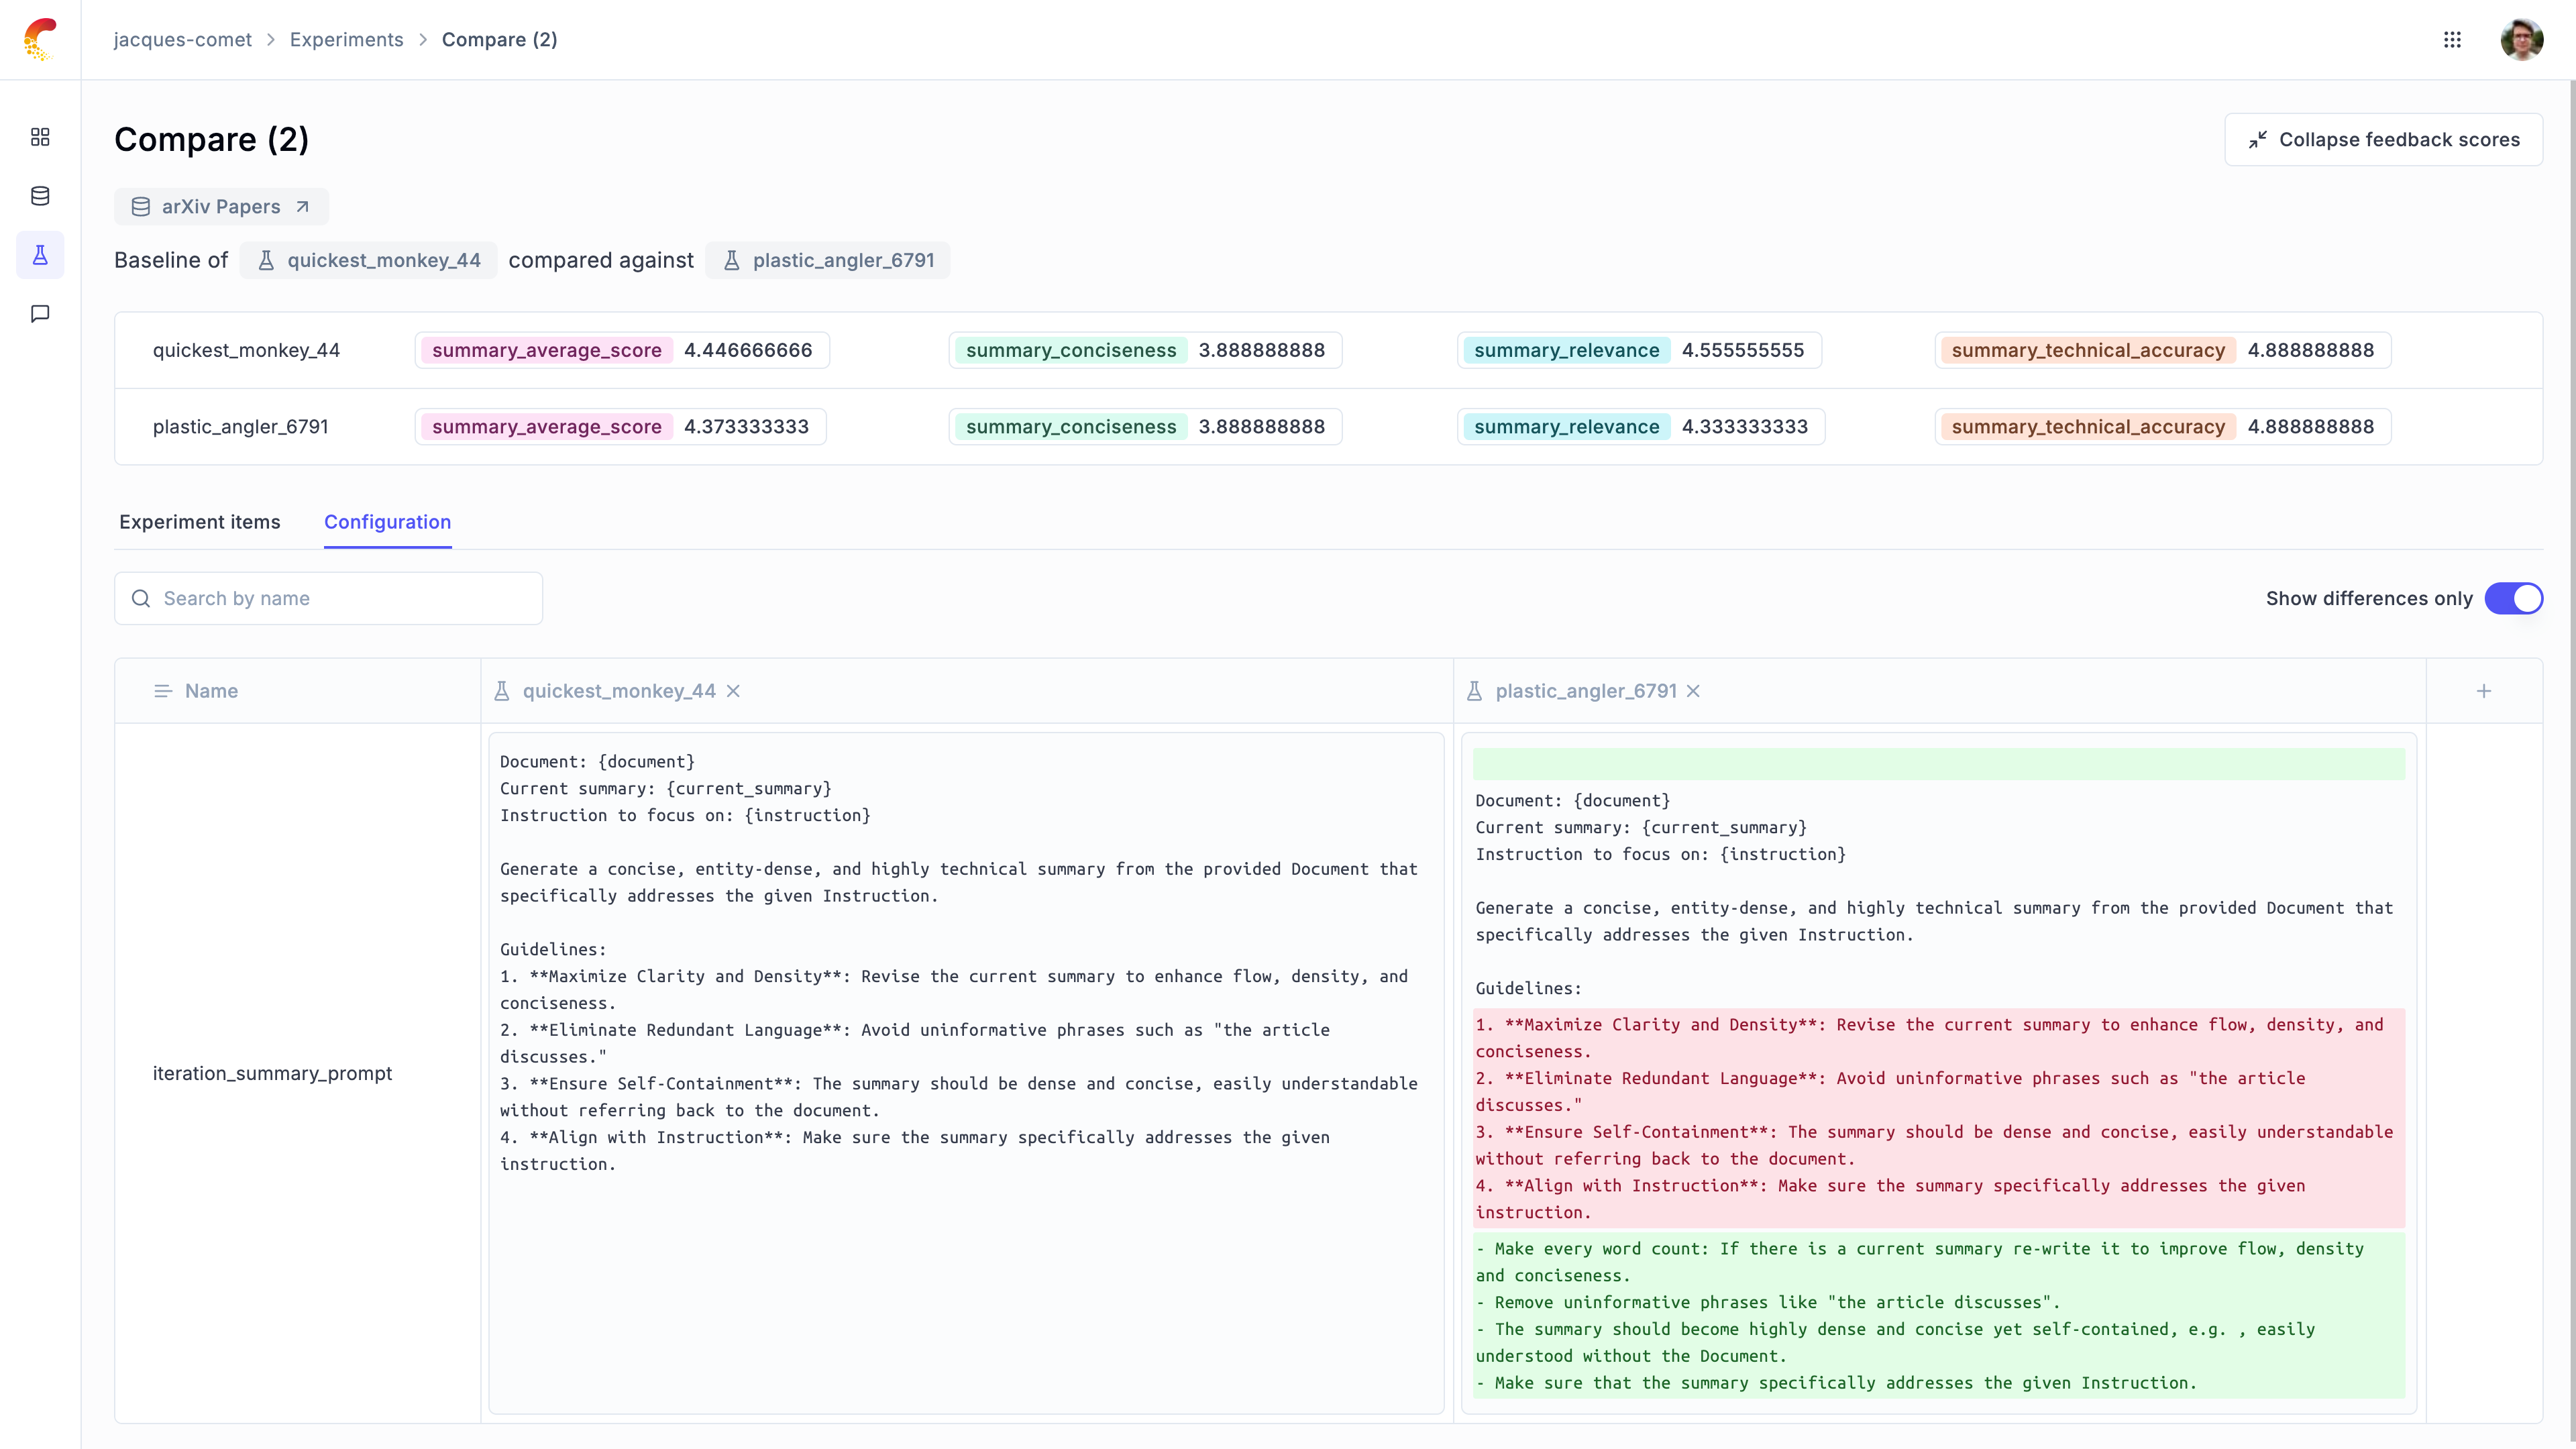 jacques-comet > Experiments > Compare (2)
Compare (2)
Collapse feedback scores
arXiv Papers
Baseline of quickest_monkey_44 compared against plastic_angler_6791
quickest_monkey_44 summary_average_score 4.446666666 summary_conciseness 3.888888888 summary_relevance 4.555555555 summary_technical_accuracy 4.888888888
plastic_angler_6791 summary_average_score 4.373333333 summary_conciseness 3.888888888 summary_relevance 4.333333333 summary_technical_accuracy 4.888888888
Experiment items Configuration
Search by name
Show differences only
Name quickest_monkey_44 plastic_angler_6791
iteration_summary_prompt
Document: {document}
Current summary: {current_summary}
Instruction to focus on: {instruction}
Generate a concise, entity-dense, and highly technical summary from the provided Document that
specifically addresses the given Instruction.
Guidelines:
1. **Maximize Clarity and Density**: Revise the current summary to enhance flow, density, and
conciseness.
2. **Eliminate Redundant Language**: Avoid uninformative phrases such as "the article
discusses."
3. **Ensure Self-Containment**: The summary should be dense and concise, easily understandable
without referring back to the document.
4. **Align with Instruction**: Make sure the summary specifically addresses the given
instruction.
Document: {document}
Current summary: {current_summary}
Instruction to focus on: {instruction}
Generate a concise, entity-dense, and highly technical summary from the provided Document that
specifically addresses the given Instruction.
Guidelines:
1. **Maximize Clarity and Density**: Revise the current summary to enhance flow, density, and
conciseness.
2. **Eliminate Redundant Language**: Avoid uninformative phrases such as "the article
discusses."
3. **Ensure Self-Containment**: The summary should be dense and concise, easily understandable
without referring back to the document.
4. **Align with Instruction**: Make sure the summary specifically addresses the given
instruction.
- Make every word count: If there is a current summary re-write it to improve flow, density
and conciseness.
- Remove uninformative phrases like "the article discusses".
- The summary should become highly dense and concise yet self-contained, e.g. , easily
understood without the Document.
- Make sure that the summary specifically addresses the given Instruction.